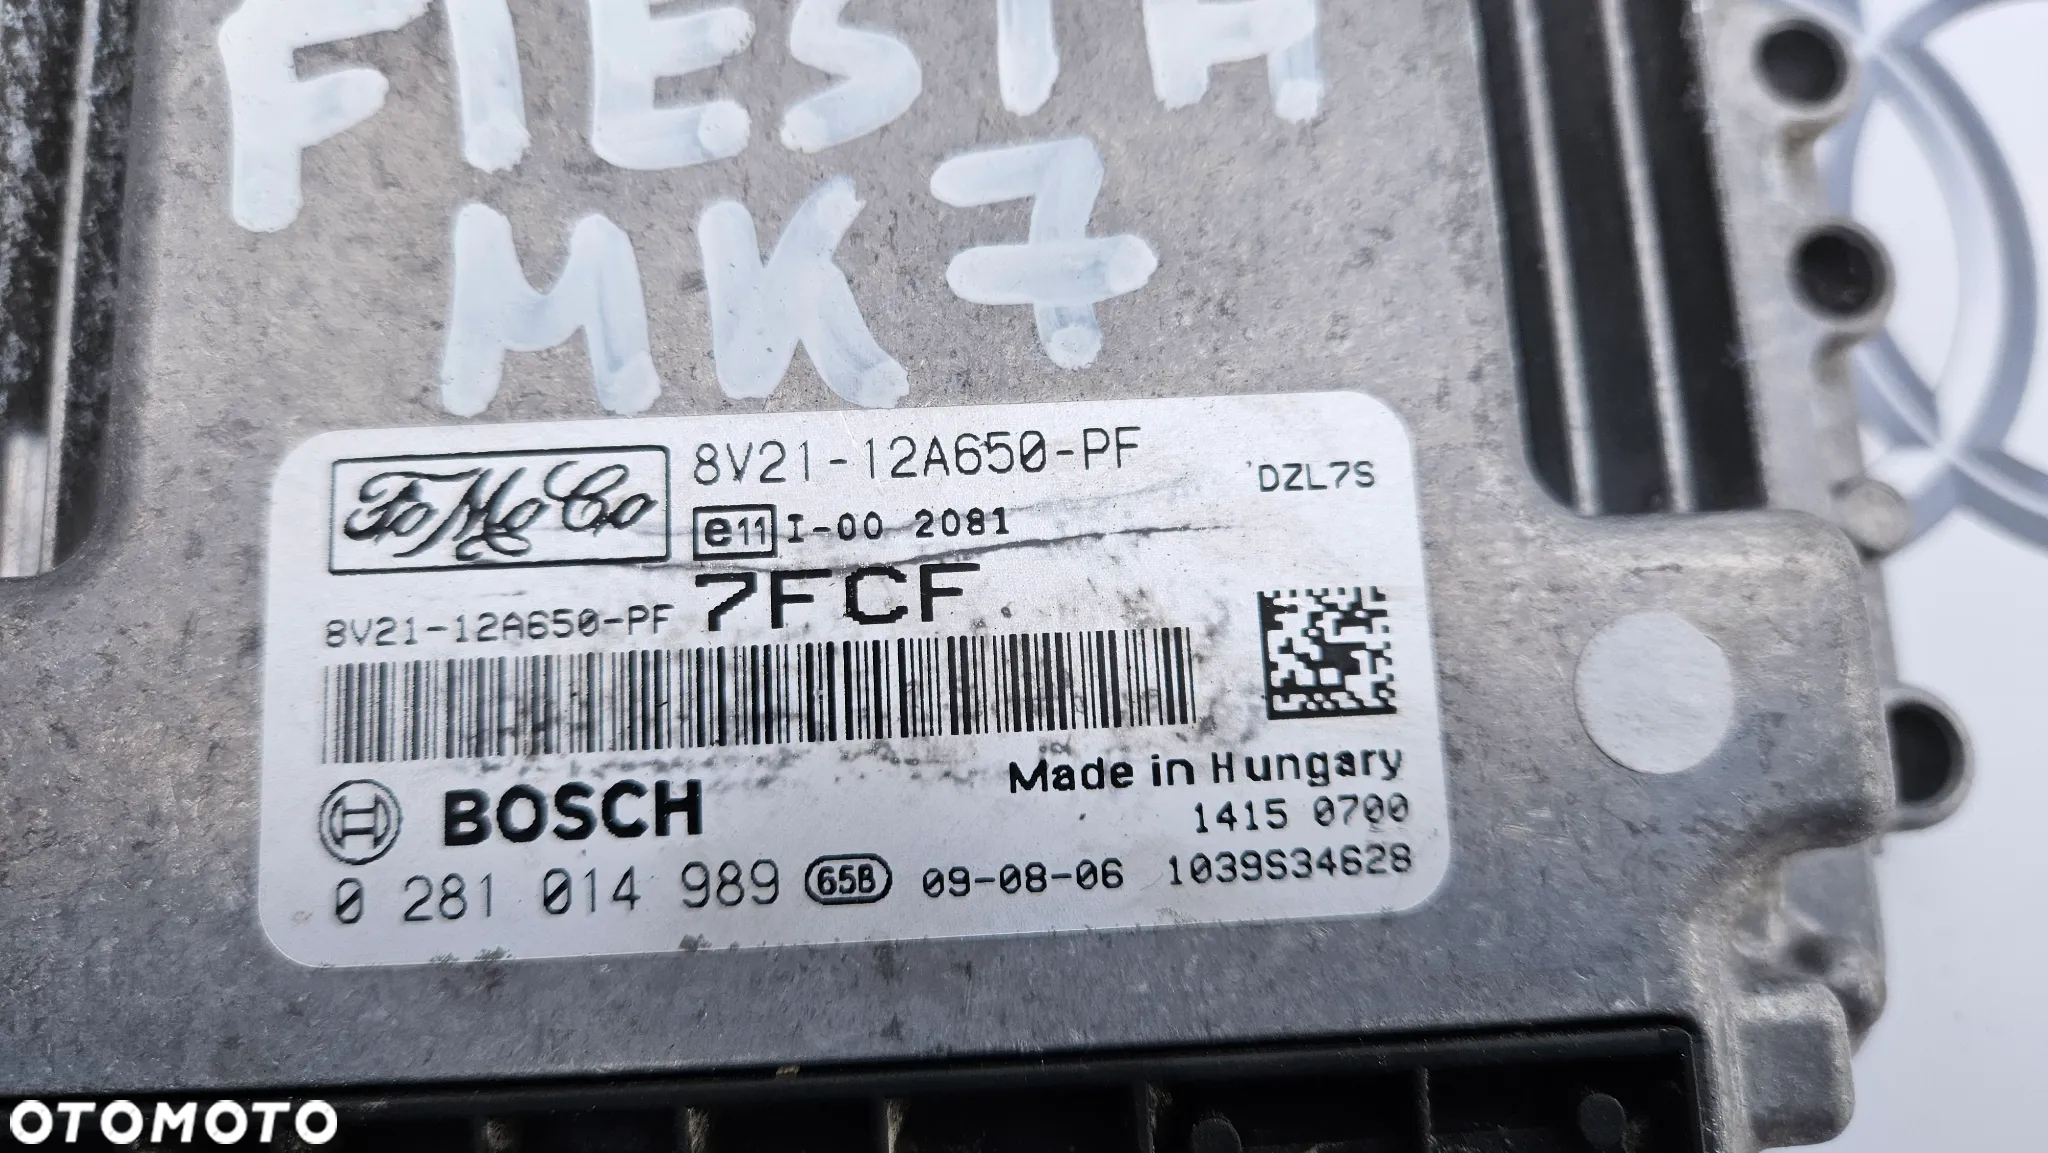 FIESTA
MK7
FoMoCo
8V21-12A650-PF
'DZL7S
e11 I-00 2081
8V21-12A650-PF 7FCF
BOSCH
Made in Hungary
1415 0700
0 281 014 989 65B 09-08-06 1039S34628
OTOMOTO